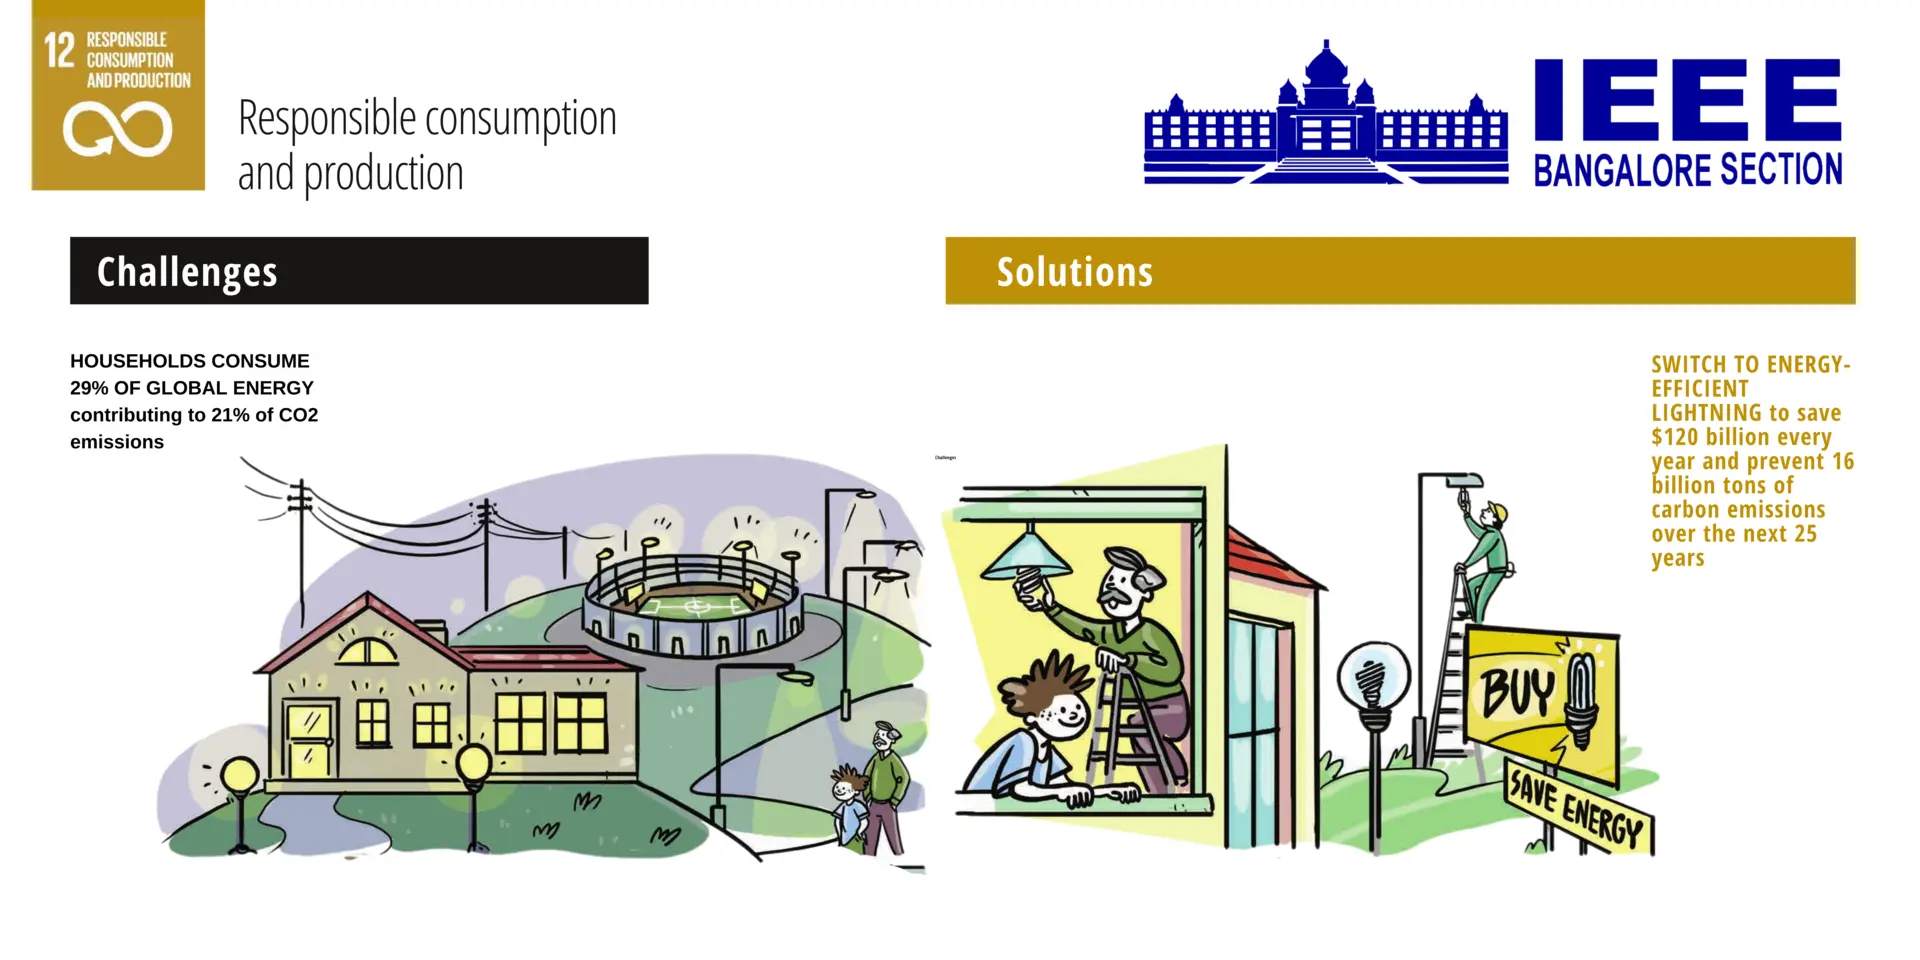 12 RESPONSIBLE
CONSUMPTION
AND PRODUCTION
Responsible consumption
and production
IEEE
BANGALORE SECTION
Challenges
HOUSEHOLDS CONSUME
29% OF GLOBAL ENERGY
contributing to 21% of CO2
emissions
Solutions
SWITCH TO ENERGY-
EFFICIENT
LIGHTNING to save
$120 billion every
year and prevent 16
billion tons of
carbon emissions
over the next 25
years
Challenges
BUY
SAVE ENERGY